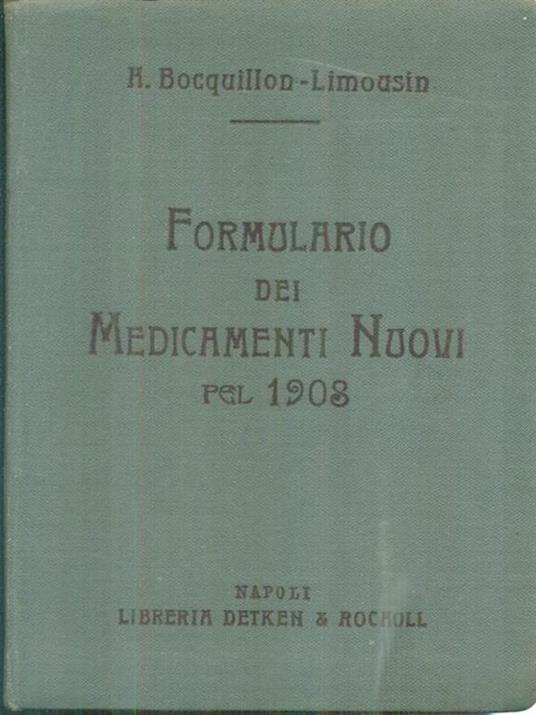 H. Bocquillon-Limousin
Formulario
dei
Medicamenti Nuovi
pel 1908
Napoli
Libreria Detken & Rocholl